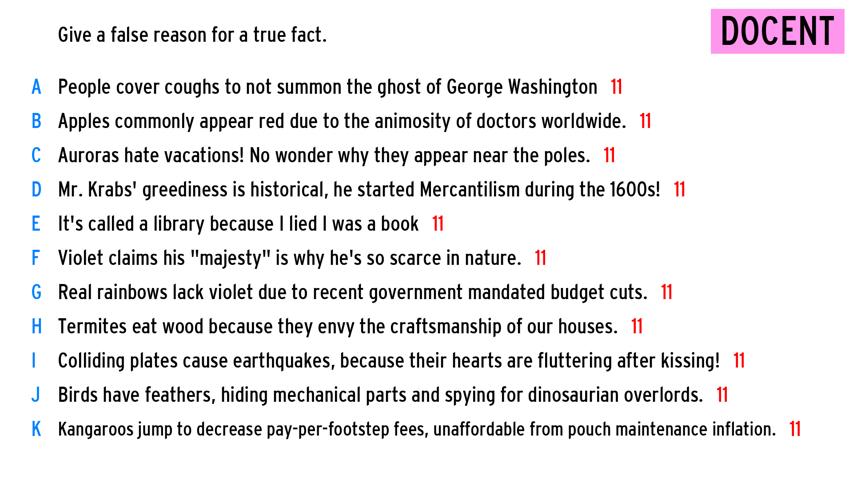 Give a false reason for a true fact.
DOCENT
A People cover coughs to not summon the ghost of George Washington 11
B Apples commonly appear red due to the animosity of doctors worldwide. 11
C Auroras hate vacations! No wonder why they appear near the poles. 11
D Mr. Krabs' greediness is historical, he started Mercantilism during the 1600s! 11
E It's called a library because I lied I was a book 11
F Violet claims his "majesty" is why he's so scarce in nature. 11
G Real rainbows lack violet due to recent government mandated budget cuts. 11
H Termites eat wood because they envy the craftsmanship of our houses. 11
I Colliding plates cause earthquakes, because their hearts are fluttering after kissing! 11
J Birds have feathers, hiding mechanical parts and spying for dinosaurian overlords. 11
K Kangaroos jump to decrease pay-per-footstep fees, unaffordable from pouch maintenance inflation. 11